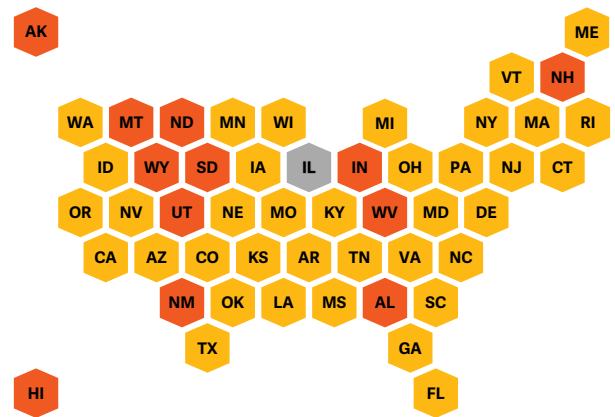 AK ME
VT NH
WA MT ND MN WI MI NY MA RI
ID WY SD IA IL IN OH PA NJ CT
OR NV UT NE MO KY WV MD DE
CA AZ CO KS AR TN VA NC
NM OK LA MS AL SC
TX GA
HI FL